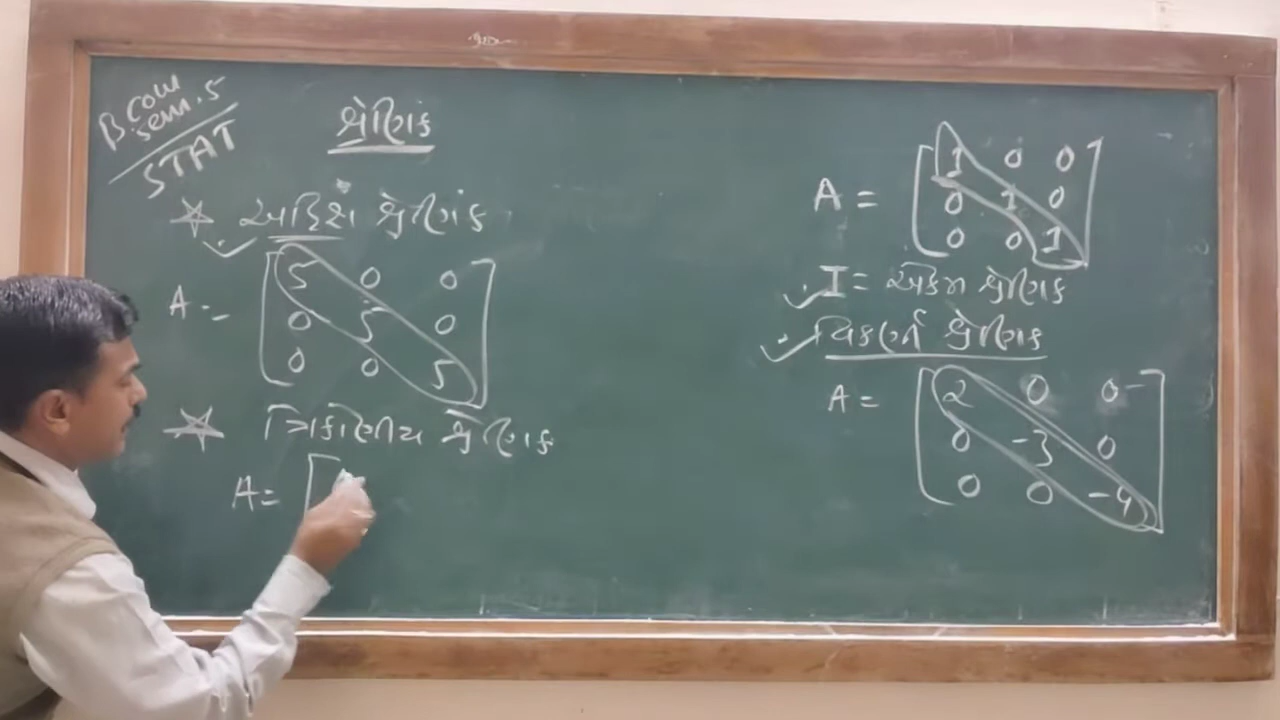 B.com
sem.5
STAT
શ્રેણિક
☆ અદિશ શ્રેણિક
A = [5 0 0
0 5 0
0 0 5]
☆ ત્રિકોણીય શ્રેણિક
A = [
A = [1 0 0
0 1 0
0 0 1]
I = એકમ શ્રેણિક
વિકર્ણ શ્રેણિક
A = [2 0 0
0 -3 0
0 0 -4]